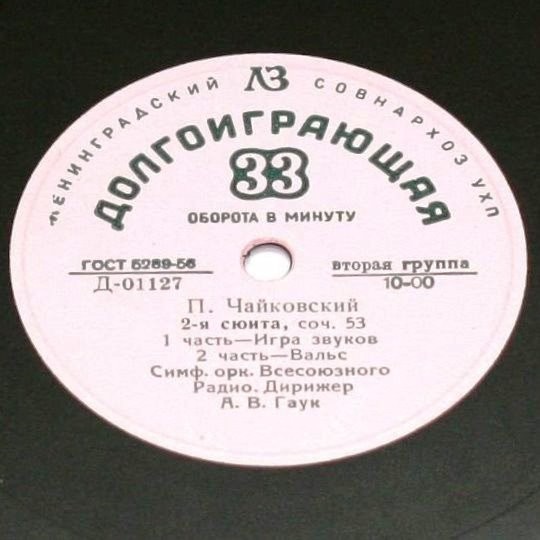 ЛЕНИНГРАДСКИЙ ЛЗ СОВНАРХОЗ УХП
ДОЛГОИГРАЮЩАЯ
33
ОБОРОТА В МИНУТУ
ГОСТ 5289-56 вторая группа
Д-01127 10-00
П. Чайковский
2-я сюита, соч. 53
1 часть—Игра звуков
2 часть—Вальс
Симф. орк. Всесоюзного
Радио. Дирижер
А. В. Гаук